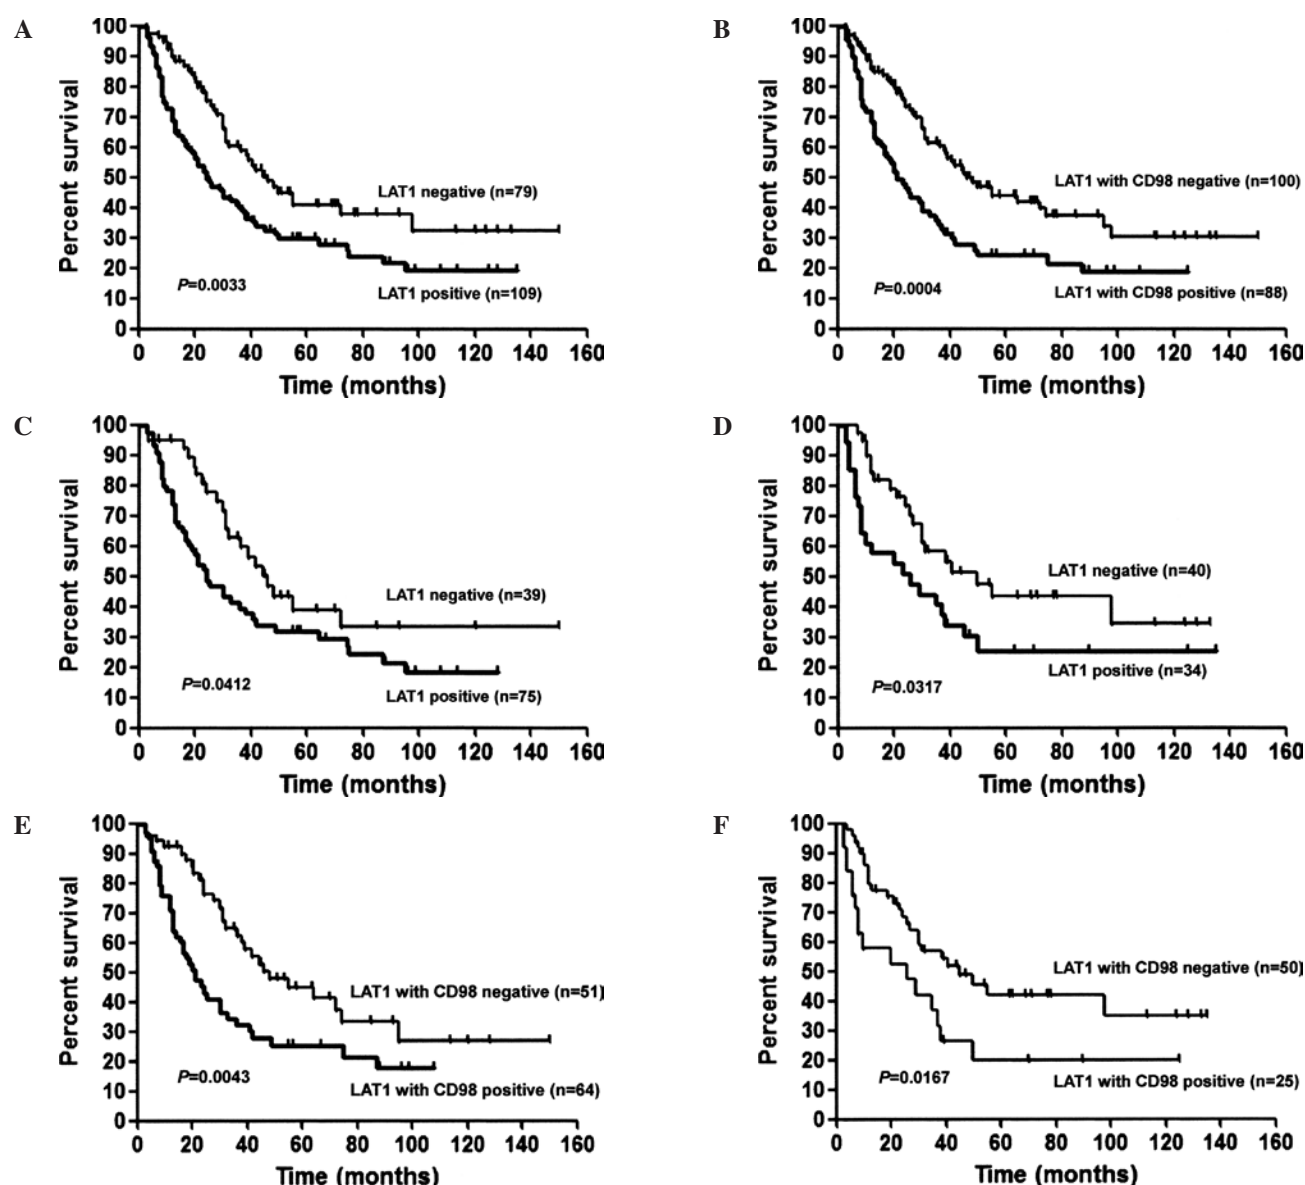 A
Percent survival
100
90
80
70
60
50
40
30
20
10
0
LAT1 negative (n=79)
P=0.0033
LAT1 positive (n=109)
0 20 40 60 80 100 120 140 160
Time (months)
B
Percent survival
100
90
80
70
60
50
40
30
20
10
0
LAT1 with CD98 negative (n=100)
P=0.0004
LAT1 with CD98 positive (n=88)
0 20 40 60 80 100 120 140 160
Time (months)
C
Percent survival
100
90
80
70
60
50
40
30
20
10
0
LAT1 negative (n=39)
P=0.0412
LAT1 positive (n=75)
0 20 40 60 80 100 120 140 160
Time (months)
D
Percent survival
100
90
80
70
60
50
40
30
20
10
0
LAT1 negative (n=40)
LAT1 positive (n=34)
P=0.0317
0 20 40 60 80 100 120 140 160
Time (months)
E
Percent survival
100
90
80
70
60
50
40
30
20
10
0
LAT1 with CD98 negative (n=51)
P=0.0043
LAT1 with CD98 positive (n=64)
0 20 40 60 80 100 120 140 160
Time (months)
F
Percent survival
100
90
80
70
60
50
40
30
20
10
0
LAT1 with CD98 negative (n=50)
P=0.0167
LAT1 with CD98 positive (n=25)
0 20 40 60 80 100 120 140 160
Time (months)